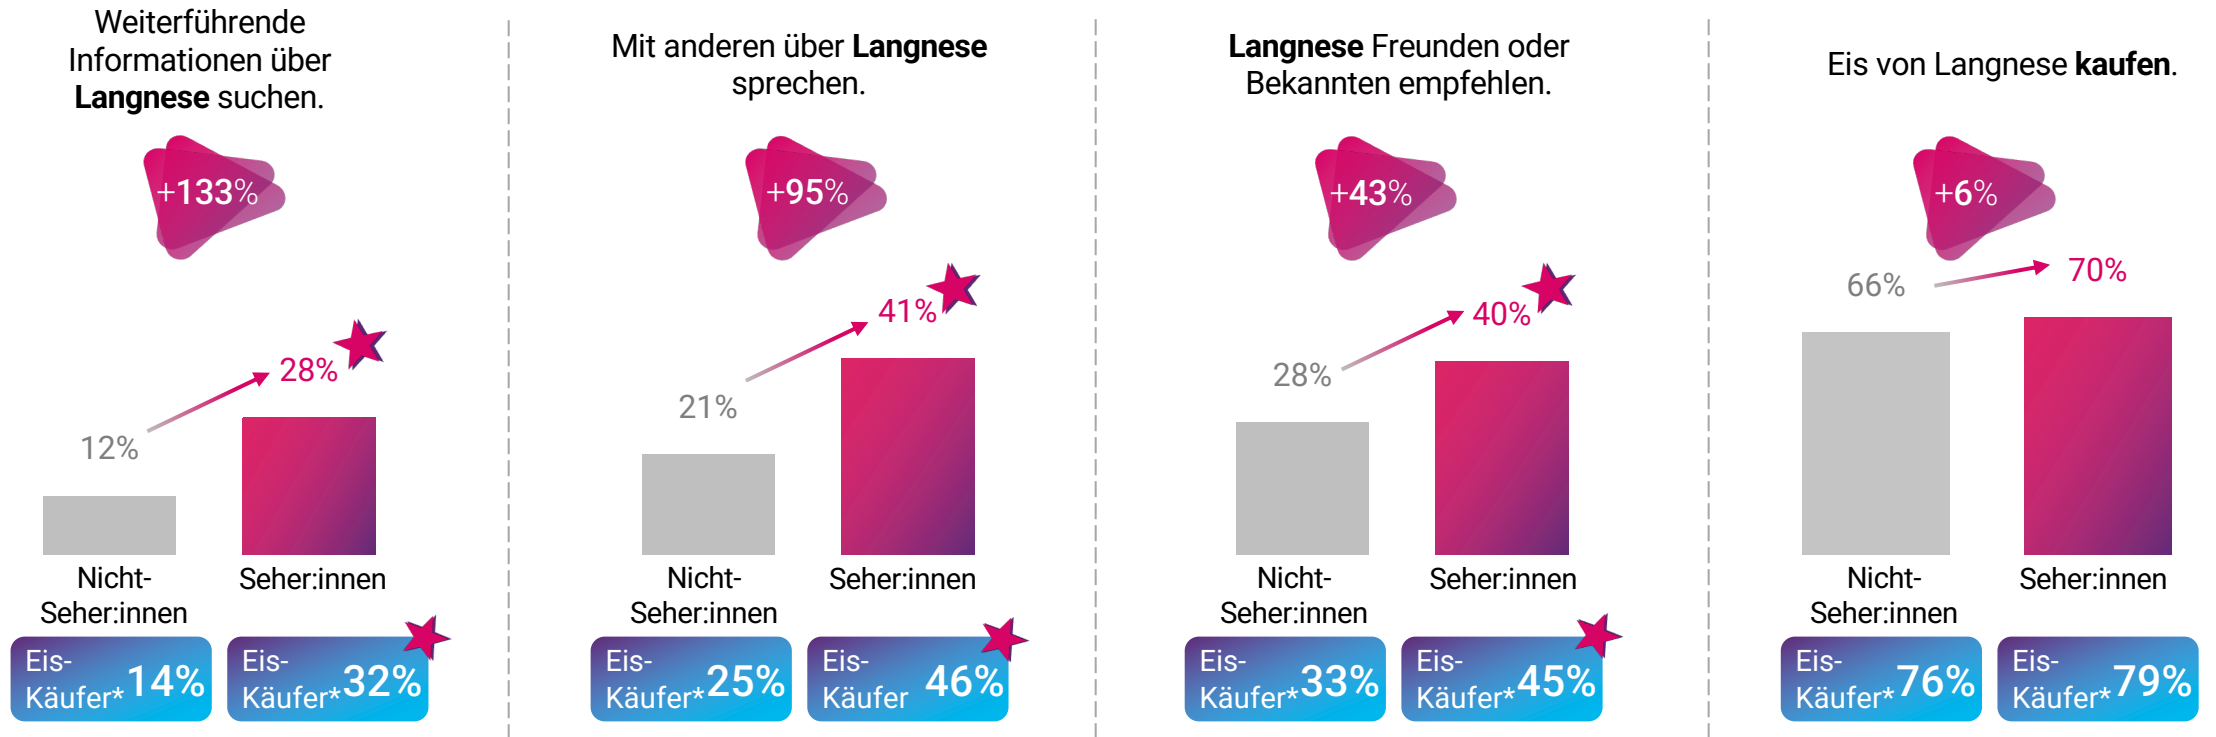 Weiterführende
Informationen über
Langnese suchen.
+133%
12%
28%
Nicht-
Seher:innen
Seher:innen
Eis-
Käufer* 14%
Eis-
Käufer* 32%
Mit anderen über Langnese
sprechen.
+95%
21%
41%
Nicht-
Seher:innen
Seher:innen
Eis-
Käufer* 25%
Eis-
Käufer 46%
Langnese Freunden oder
Bekannten empfehlen.
+43%
28%
40%
Nicht-
Seher:innen
Seher:innen
Eis-
Käufer* 33%
Eis-
Käufer* 45%
Eis von Langnese kaufen.
+6%
66%
70%
Nicht-
Seher:innen
Seher:innen
Eis-
Käufer* 76%
Eis-
Käufer* 79%